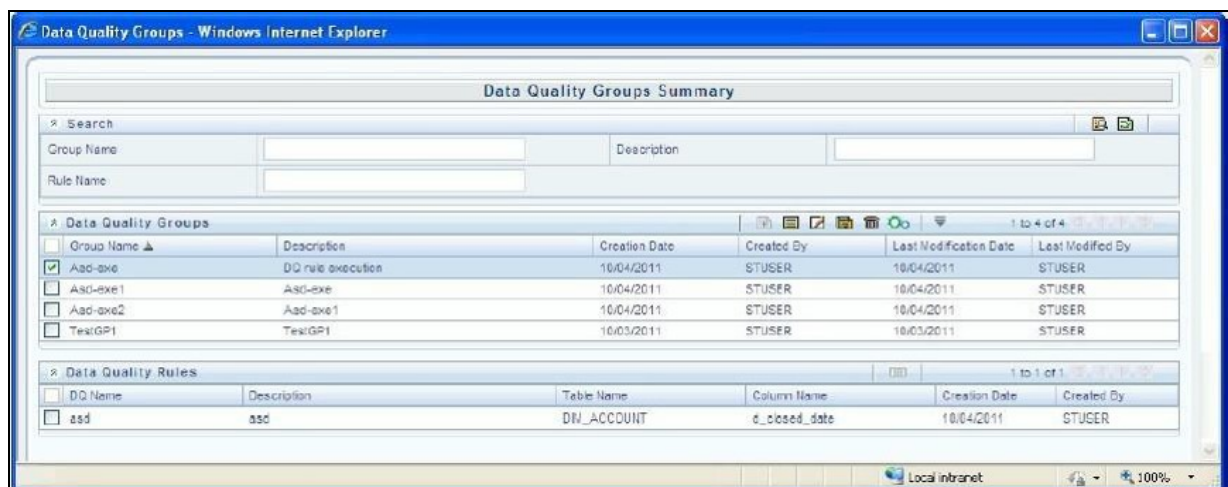 Data Quality Groups - Windows Internet Explorer
Data Quality Groups Summary
Search
Group Name Description
Rule Name
Data Quality Groups 1 to 4 of 4
Group Name Description Creation Date Created By Last Modification Date Last Modified By
Asd-exe DQ rule execution 10/04/2011 STUSER 10/04/2011 STUSER
Asd-exe1 Asd-exe 10/04/2011 STUSER 10/04/2011 STUSER
Asd-exe2 Asd-exe1 10/04/2011 STUSER 10/04/2011 STUSER
TestGP1 TestGP1 10/03/2011 STUSER 10/03/2011 STUSER
Data Quality Rules 1 to 1 of 1
DQ Name Description Table Name Column Name Creation Date Created By
asd asd DIM_ACCOUNT d_closed_date 10/04/2011 STUSER
Local intranet 100%